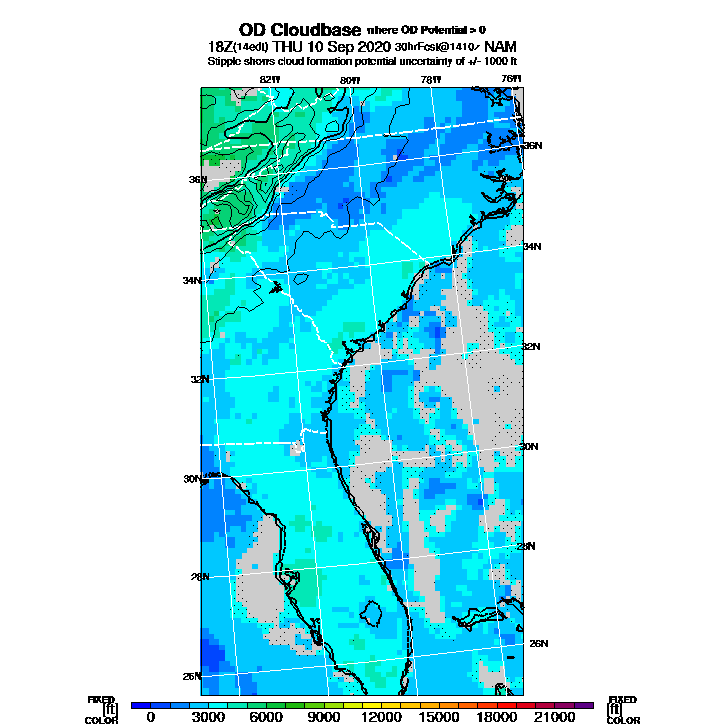 OD Cloudbase where OD Potential > 0
18Z(14edt) THU 10 Sep 2020 30hrFcst@1410z NAM
Stipple shows cloud formation potential uncertainty of +/- 1000 ft
82W 80W 78W 76W
36N
36N
34N
34N
32N
32N
30N
30N
28N
28N
26N
26N
FIXED FIXED
[ft] [ft]
COLOR 0 3000 6000 9000 12000 15000 18000 21000 COLOR